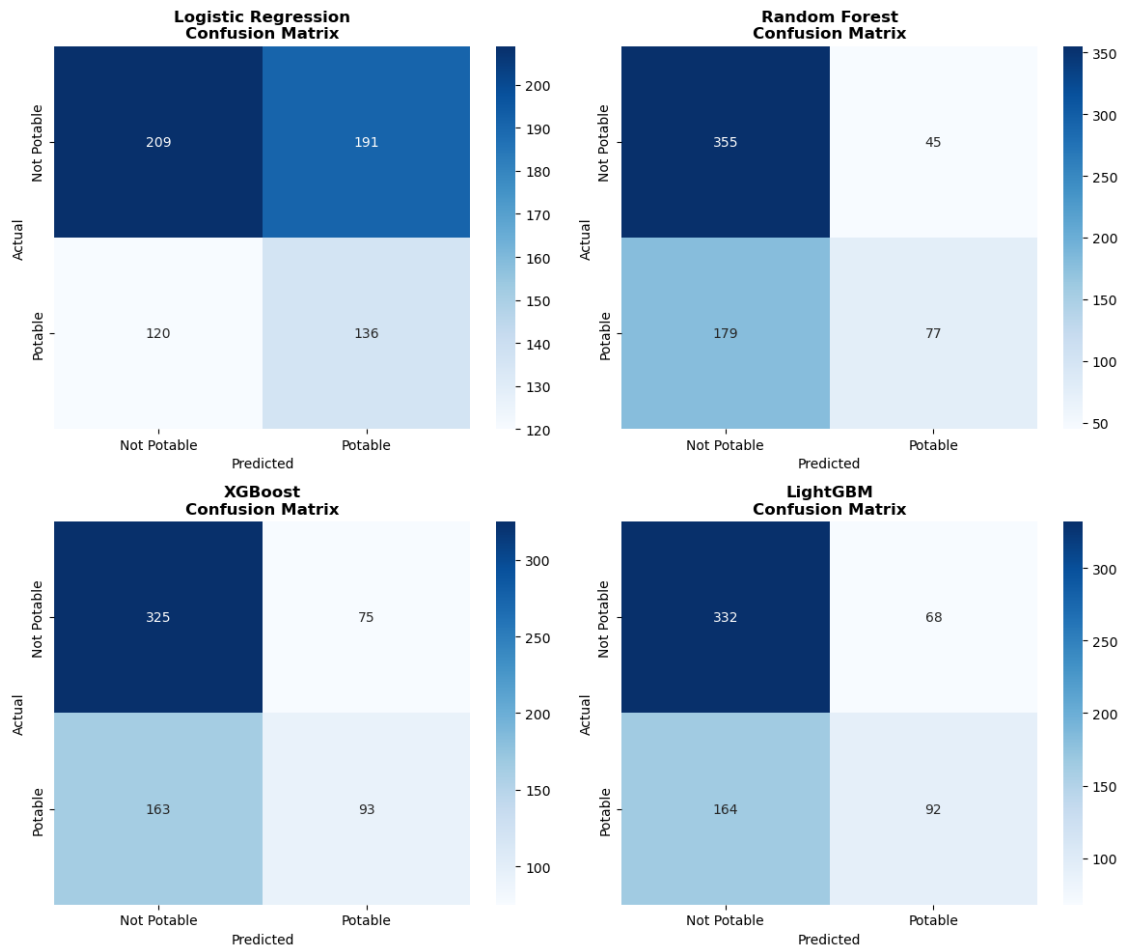 Logistic Regression
Confusion Matrix
Not Potable
Potable
Actual
209
191
120
136
Not Potable
Potable
Predicted
200
190
180
170
160
150
140
130
120
Random Forest
Confusion Matrix
Not Potable
Potable
Actual
355
45
179
77
Not Potable
Potable
Predicted
350
300
250
200
150
100
50
XGBoost
Confusion Matrix
Not Potable
Potable
Actual
325
75
163
93
Not Potable
Potable
Predicted
300
250
200
150
100
LightGBM
Confusion Matrix
Not Potable
Potable
Actual
332
68
164
92
Not Potable
Potable
Predicted
300
250
200
150
100